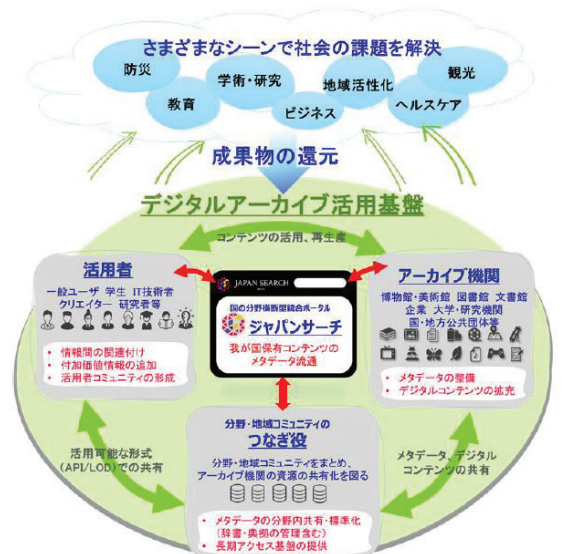 さまざまなシーンで社会の課題を解決
防災
学術・研究
地域活性化
観光
教育
ビジネス
ヘルスケア
成果物の還元
デジタルアーカイブ活用基盤
コンテンツの活用、再生産
活用者
一般ユーザ 学生 IT技術者
クリエイター 研究者等
・情報間の関連付け
・付加価値情報の追加
・活用者コミュニティの形成
JAPAN SEARCH
国の分野横断型統合ポータル
ジャパンサーチ
我が国保有コンテンツの
メタデータ流通
アーカイブ機関
博物館・美術館 図書館 文書館
企業 大学・研究機関
国・地方公共団体等
・メタデータの整備
・デジタルコンテンツの拡充
活用可能な形式
(API/LOD)での共有
分野・地域コミュニティの
つなぎ役
分野・地域コミュニティをまとめ、
アーカイブ機関の資源の共有化を図る
・メタデータの分野内共有・標準化
(辞書・典拠の管理含む)
・長期アクセス基盤の提供
メタデータ、デジタル
コンテンツの共有